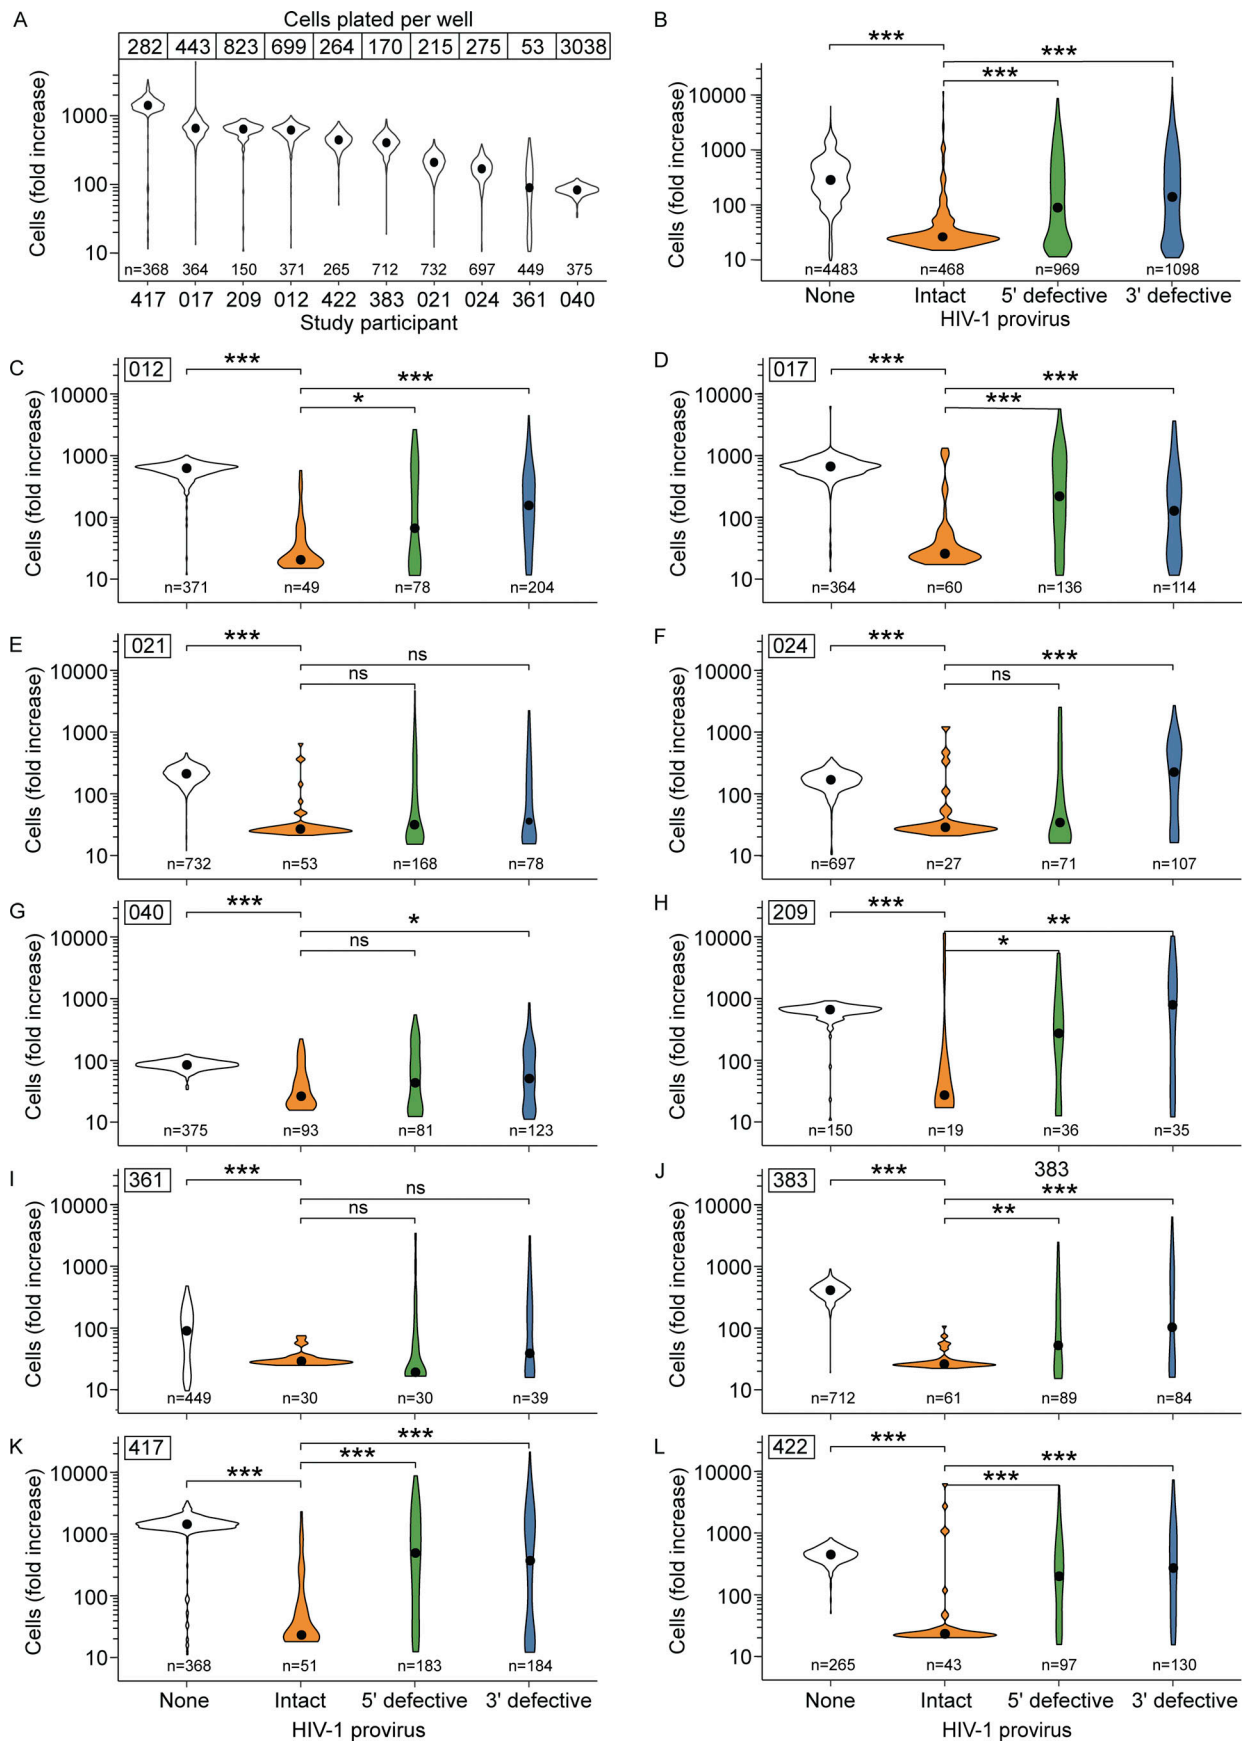 A
Cells plated per well
282 443 823 699 264 170 215 275 53 3038
Cells (fold increase)
1000
100
10
n=368 364 150 371 265 712 732 697 449 375
417 017 209 012 422 383 021 024 361 040
Study participant
B
*** *** ***
Cells (fold increase)
10000
1000
100
10
n=4483 n=468 n=969 n=1098
None Intact 5' defective 3' defective
HIV-1 provirus
C
012
*** *** *
Cells (fold increase)
10000
1000
100
10
n=371 n=49 n=78 n=204
D
017
*** *** ***
Cells (fold increase)
10000
1000
100
10
n=364 n=60 n=136 n=114
E
021
*** ns ns
Cells (fold increase)
10000
1000
100
10
n=732 n=53 n=168 n=78
F
024
*** *** ns
Cells (fold increase)
10000
1000
100
10
n=697 n=27 n=71 n=107
G
040
*** * ns
Cells (fold increase)
10000
1000
100
10
n=375 n=93 n=81 n=123
H
209
*** ** *
Cells (fold increase)
10000
1000
100
10
n=150 n=19 n=36 n=35
I
361
*** ns ns
Cells (fold increase)
10000
1000
100
10
n=449 n=30 n=30 n=39
J
383
383
*** *** **
Cells (fold increase)
10000
1000
100
10
n=712 n=61 n=89 n=84
K
417
*** *** ***
Cells (fold increase)
10000
1000
100
10
n=368 n=51 n=183 n=184
None Intact 5' defective 3' defective
HIV-1 provirus
L
422
*** *** ***
Cells (fold increase)
10000
1000
100
10
n=265 n=43 n=97 n=130
None Intact 5' defective 3' defective
HIV-1 provirus